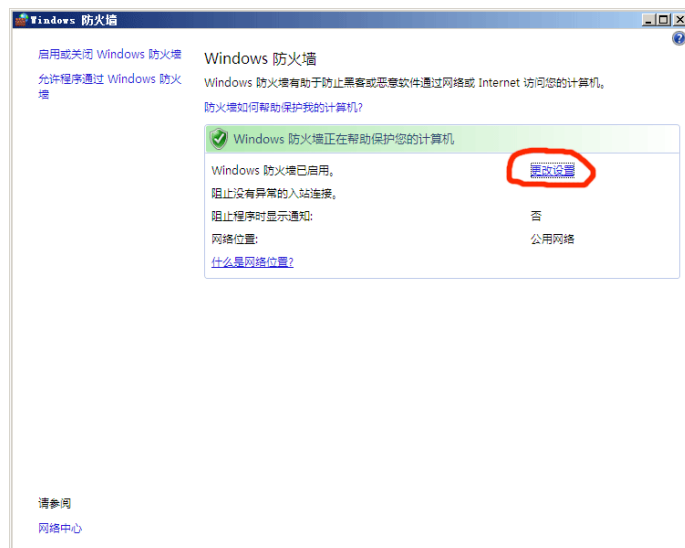 Windows 防火墙
启用或关闭 Windows 防火墙
允许程序通过 Windows 防火
墙
Windows 防火墙
Windows 防火墙有助于防止黑客或恶意软件通过网络或 Internet 访问您的计算机。
防火墙如何帮助保护我的计算机?
Windows 防火墙正在帮助保护您的计算机
Windows 防火墙已启用。 更改设置
阻止没有异常的入站连接。
阻止程序时显示通知: 否
网络位置: 公用网络
什么是网络位置?
请参阅
网络中心